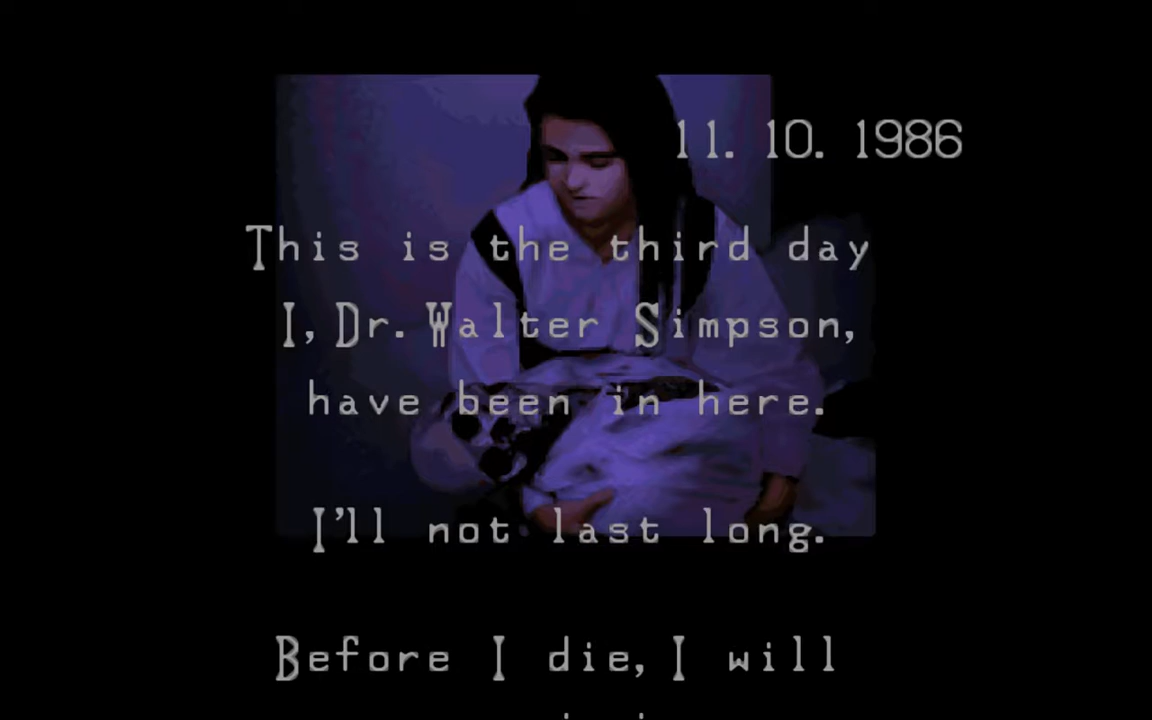 11. 10. 1986
This is the third day
I, Dr. Walter Simpson,
have been in here.
I'll not last long.
Before I die, I will